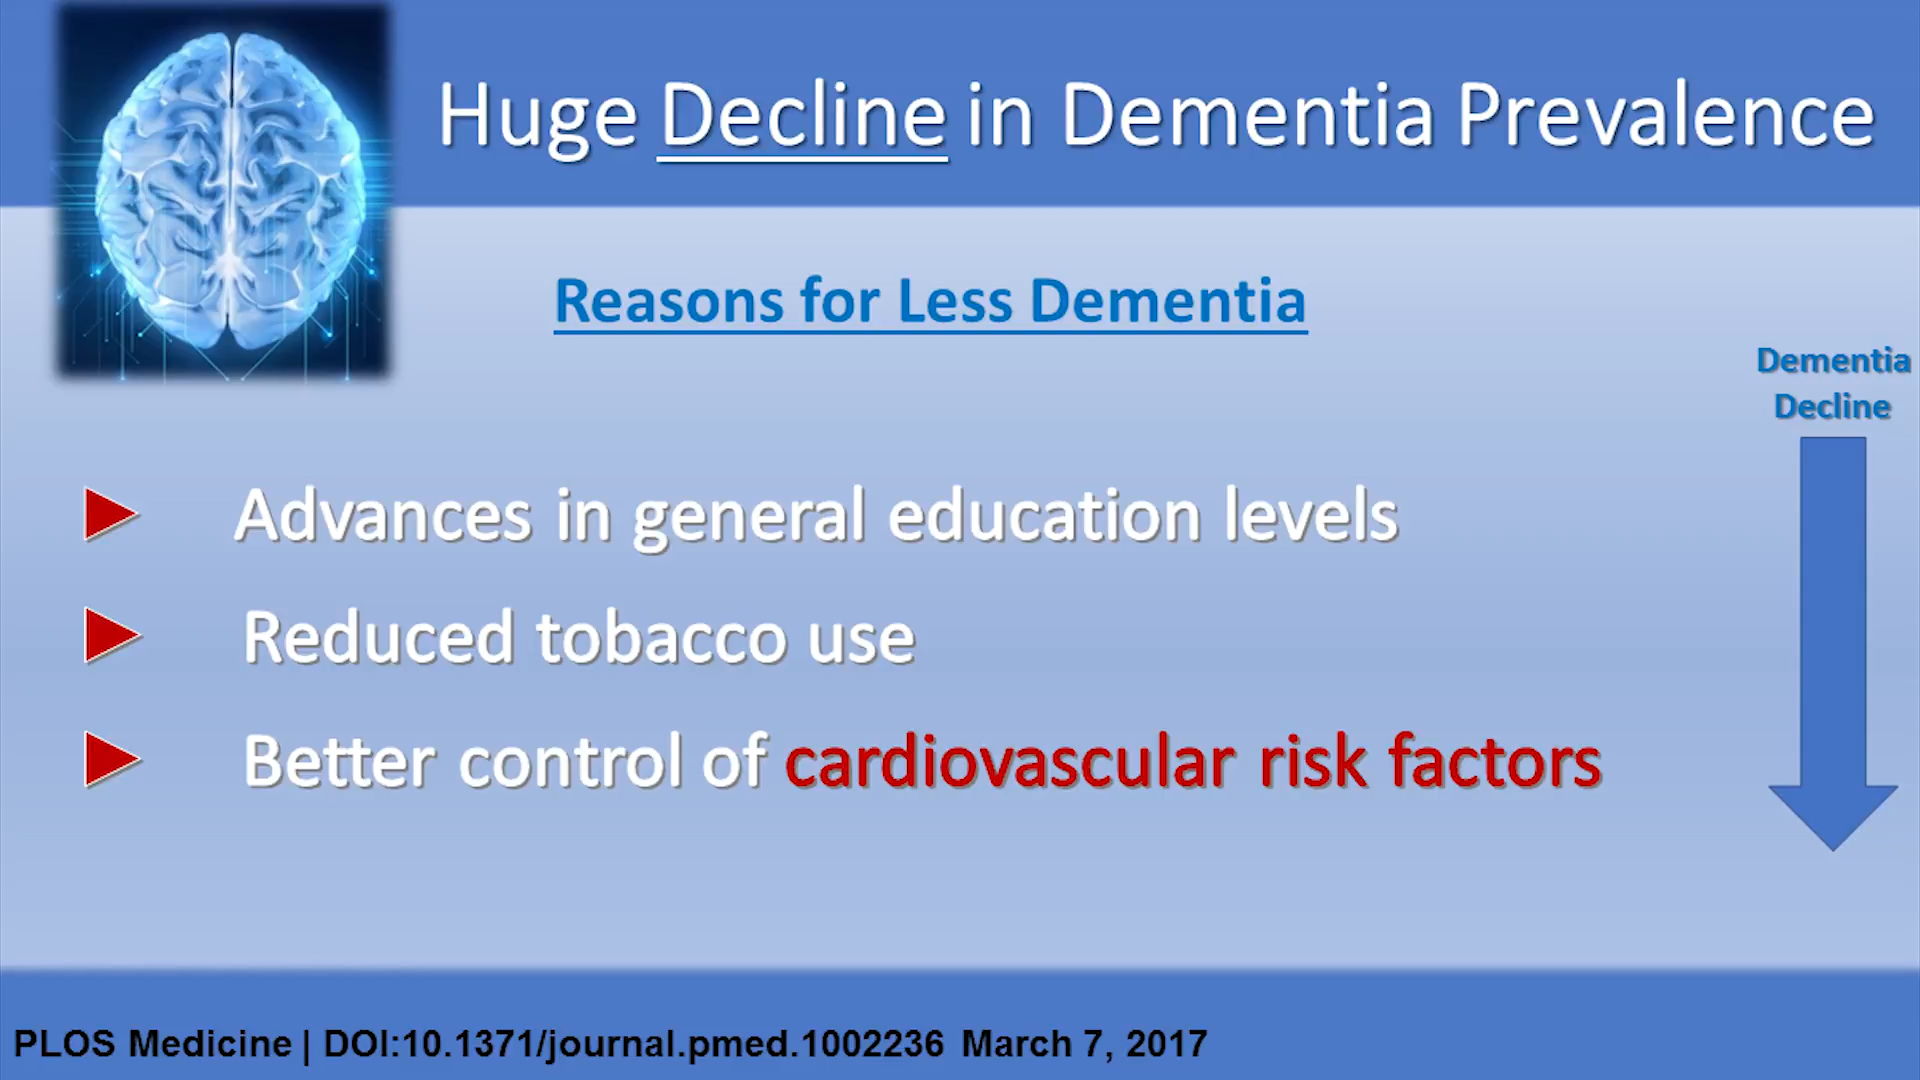 Huge Decline in Dementia Prevalence
Reasons for Less Dementia
Dementia
Decline
Advances in general education levels
Reduced tobacco use
Better control of cardiovascular risk factors
PLOS Medicine | DOI:10.1371/journal.pmed.1002236 March 7, 2017